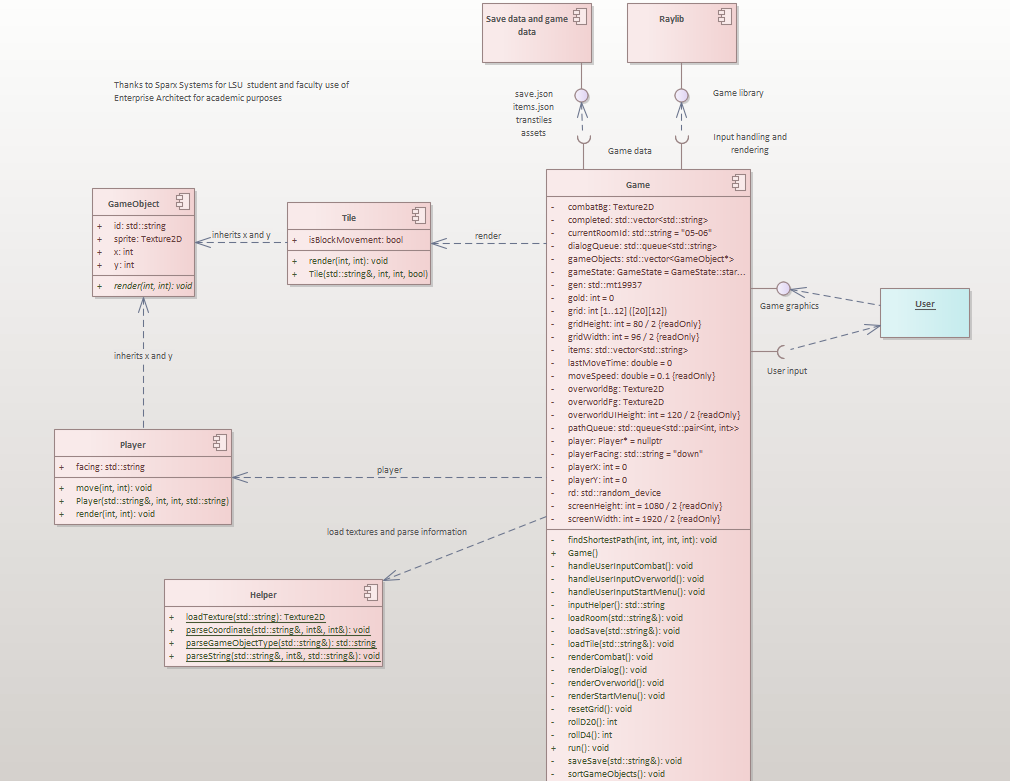 Save data and game
data
Raylib
Thanks to Sparx Systems for LSU student and faculty use of
Enterprise Architect for academic purposes
save.json
items.json
transtiles
assets
Game library
Input handling and
rendering
Game data
GameObject
+ id: std::string
+ sprite: Texture2D
+ x: int
+ y: int
+ render(int, int): void
inherits x and y
Tile
+ isBlockMovement: bool
+ render(int, int): void
+ Tile(std::string&, int, int, bool)
render
inherits x and y
Player
+ facing: std::string
+ move(int, int): void
+ Player(std::string&, int, int, std::string)
+ render(int, int): void
player
load textures and parse information
Helper
+ loadTexture(std::string): Texture2D
+ parseCoordinate(std::string&, int&, int&): void
+ parseGameObjectType(std::string&): std::string
+ parseString(std::string&, int&, std::string&): void
Game
- combatBg: Texture2D
- completed: std::vector<std::string>
- currentRoomId: std::string = "05-06"
- dialogQueue: std::queue<std::string>
- gameObjects: std::vector<GameObject*>
- gameState: GameState = GameState::star...
- gen: std::mt19937
- gold: int = 0
- grid: int [1..12] ([20][12])
- gridHeight: int = 80 / 2 {readOnly}
- gridWidth: int = 96 / 2 {readOnly}
- items: std::vector<std::string>
- lastMoveTime: double = 0
- moveSpeed: double = 0.1 {readOnly}
- overworldBg: Texture2D
- overworldFg: Texture2D
- overworldUIHeight: int = 120 / 2 {readOnly}
- pathQueue: std::queue<std::pair<int, int>>
- player: Player* = nullptr
- playerFacing: std::string = "down"
- playerX: int = 0
- playerY: int = 0
- rd: std::random_device
- screenHeight: int = 1080 / 2 {readOnly}
- screenWidth: int = 1920 / 2 {readOnly}
- findShortestPath(int, int, int, int): void
+ Game()
- handleUserInputCombat(): void
- handleUserInputOverworld(): void
- handleUserInputStartMenu(): void
- inputHelper(): std::string
- loadRoom(std::string&): void
- loadSave(std::string&): void
- loadTile(std::string&): void
- renderCombat(): void
- renderDialog(): void
- renderOverworld(): void
- renderStartMenu(): void
- resetGrid(): void
- rollD20(): int
- rollD4(): int
+ run(): void
- saveSave(std::string&): void
- sortGameObjects(): void
Game graphics
User
User input